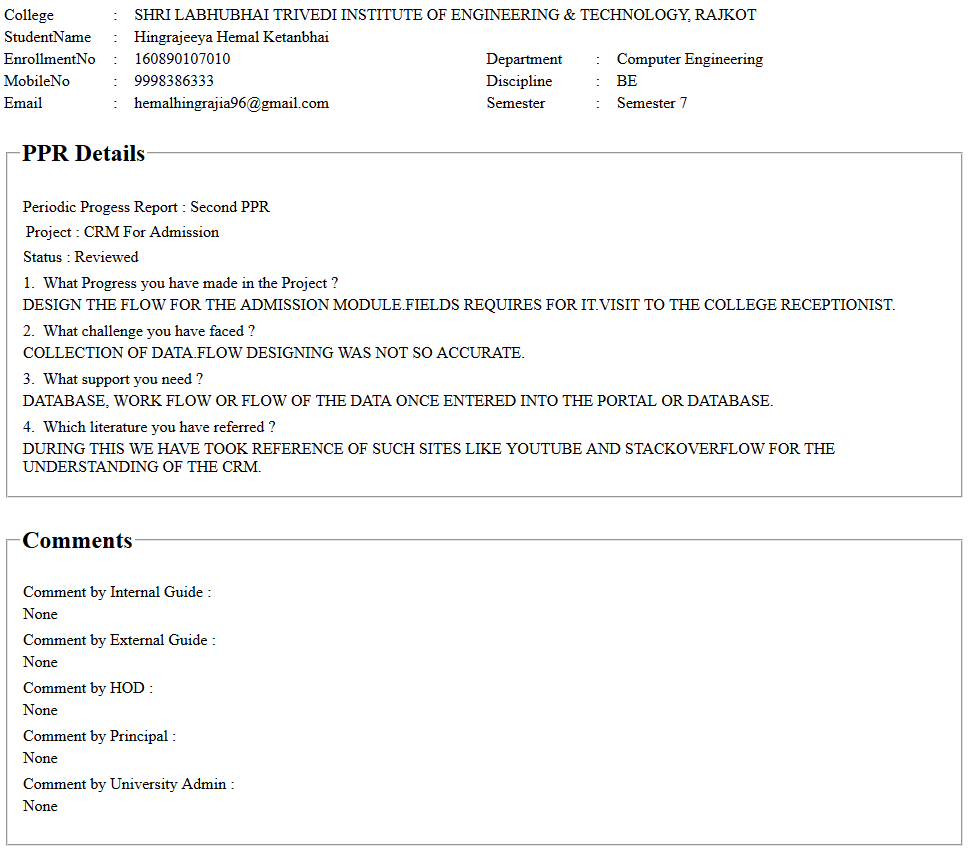 College : SHRI LABHUBHAI TRIVEDI INSTITUTE OF ENGINEERING & TECHNOLOGY, RAJKOT
StudentName : Hingrajeeya Hemal Ketanbhai
EnrollmentNo : 160890107010 Department : Computer Engineering
MobileNo : 9998386333 Discipline : BE
Email : hemalhingrajia96@gmail.com Semester : Semester 7
PPR Details
Periodic Progess Report : Second PPR
Project : CRM For Admission
Status : Reviewed
1. What Progress you have made in the Project ?
DESIGN THE FLOW FOR THE ADMISSION MODULE.FIELDS REQUIRES FOR IT.VISIT TO THE COLLEGE RECEPTIONIST.
2. What challenge you have faced ?
COLLECTION OF DATA.FLOW DESIGNING WAS NOT SO ACCURATE.
3. What support you need ?
DATABASE, WORK FLOW OR FLOW OF THE DATA ONCE ENTERED INTO THE PORTAL OR DATABASE.
4. Which literature you have referred ?
DURING THIS WE HAVE TOOK REFERENCE OF SUCH SITES LIKE YOUTUBE AND STACKOVERFLOW FOR THE
UNDERSTANDING OF THE CRM.
Comments
Comment by Internal Guide :
None
Comment by External Guide :
None
Comment by HOD :
None
Comment by Principal :
None
Comment by University Admin :
None